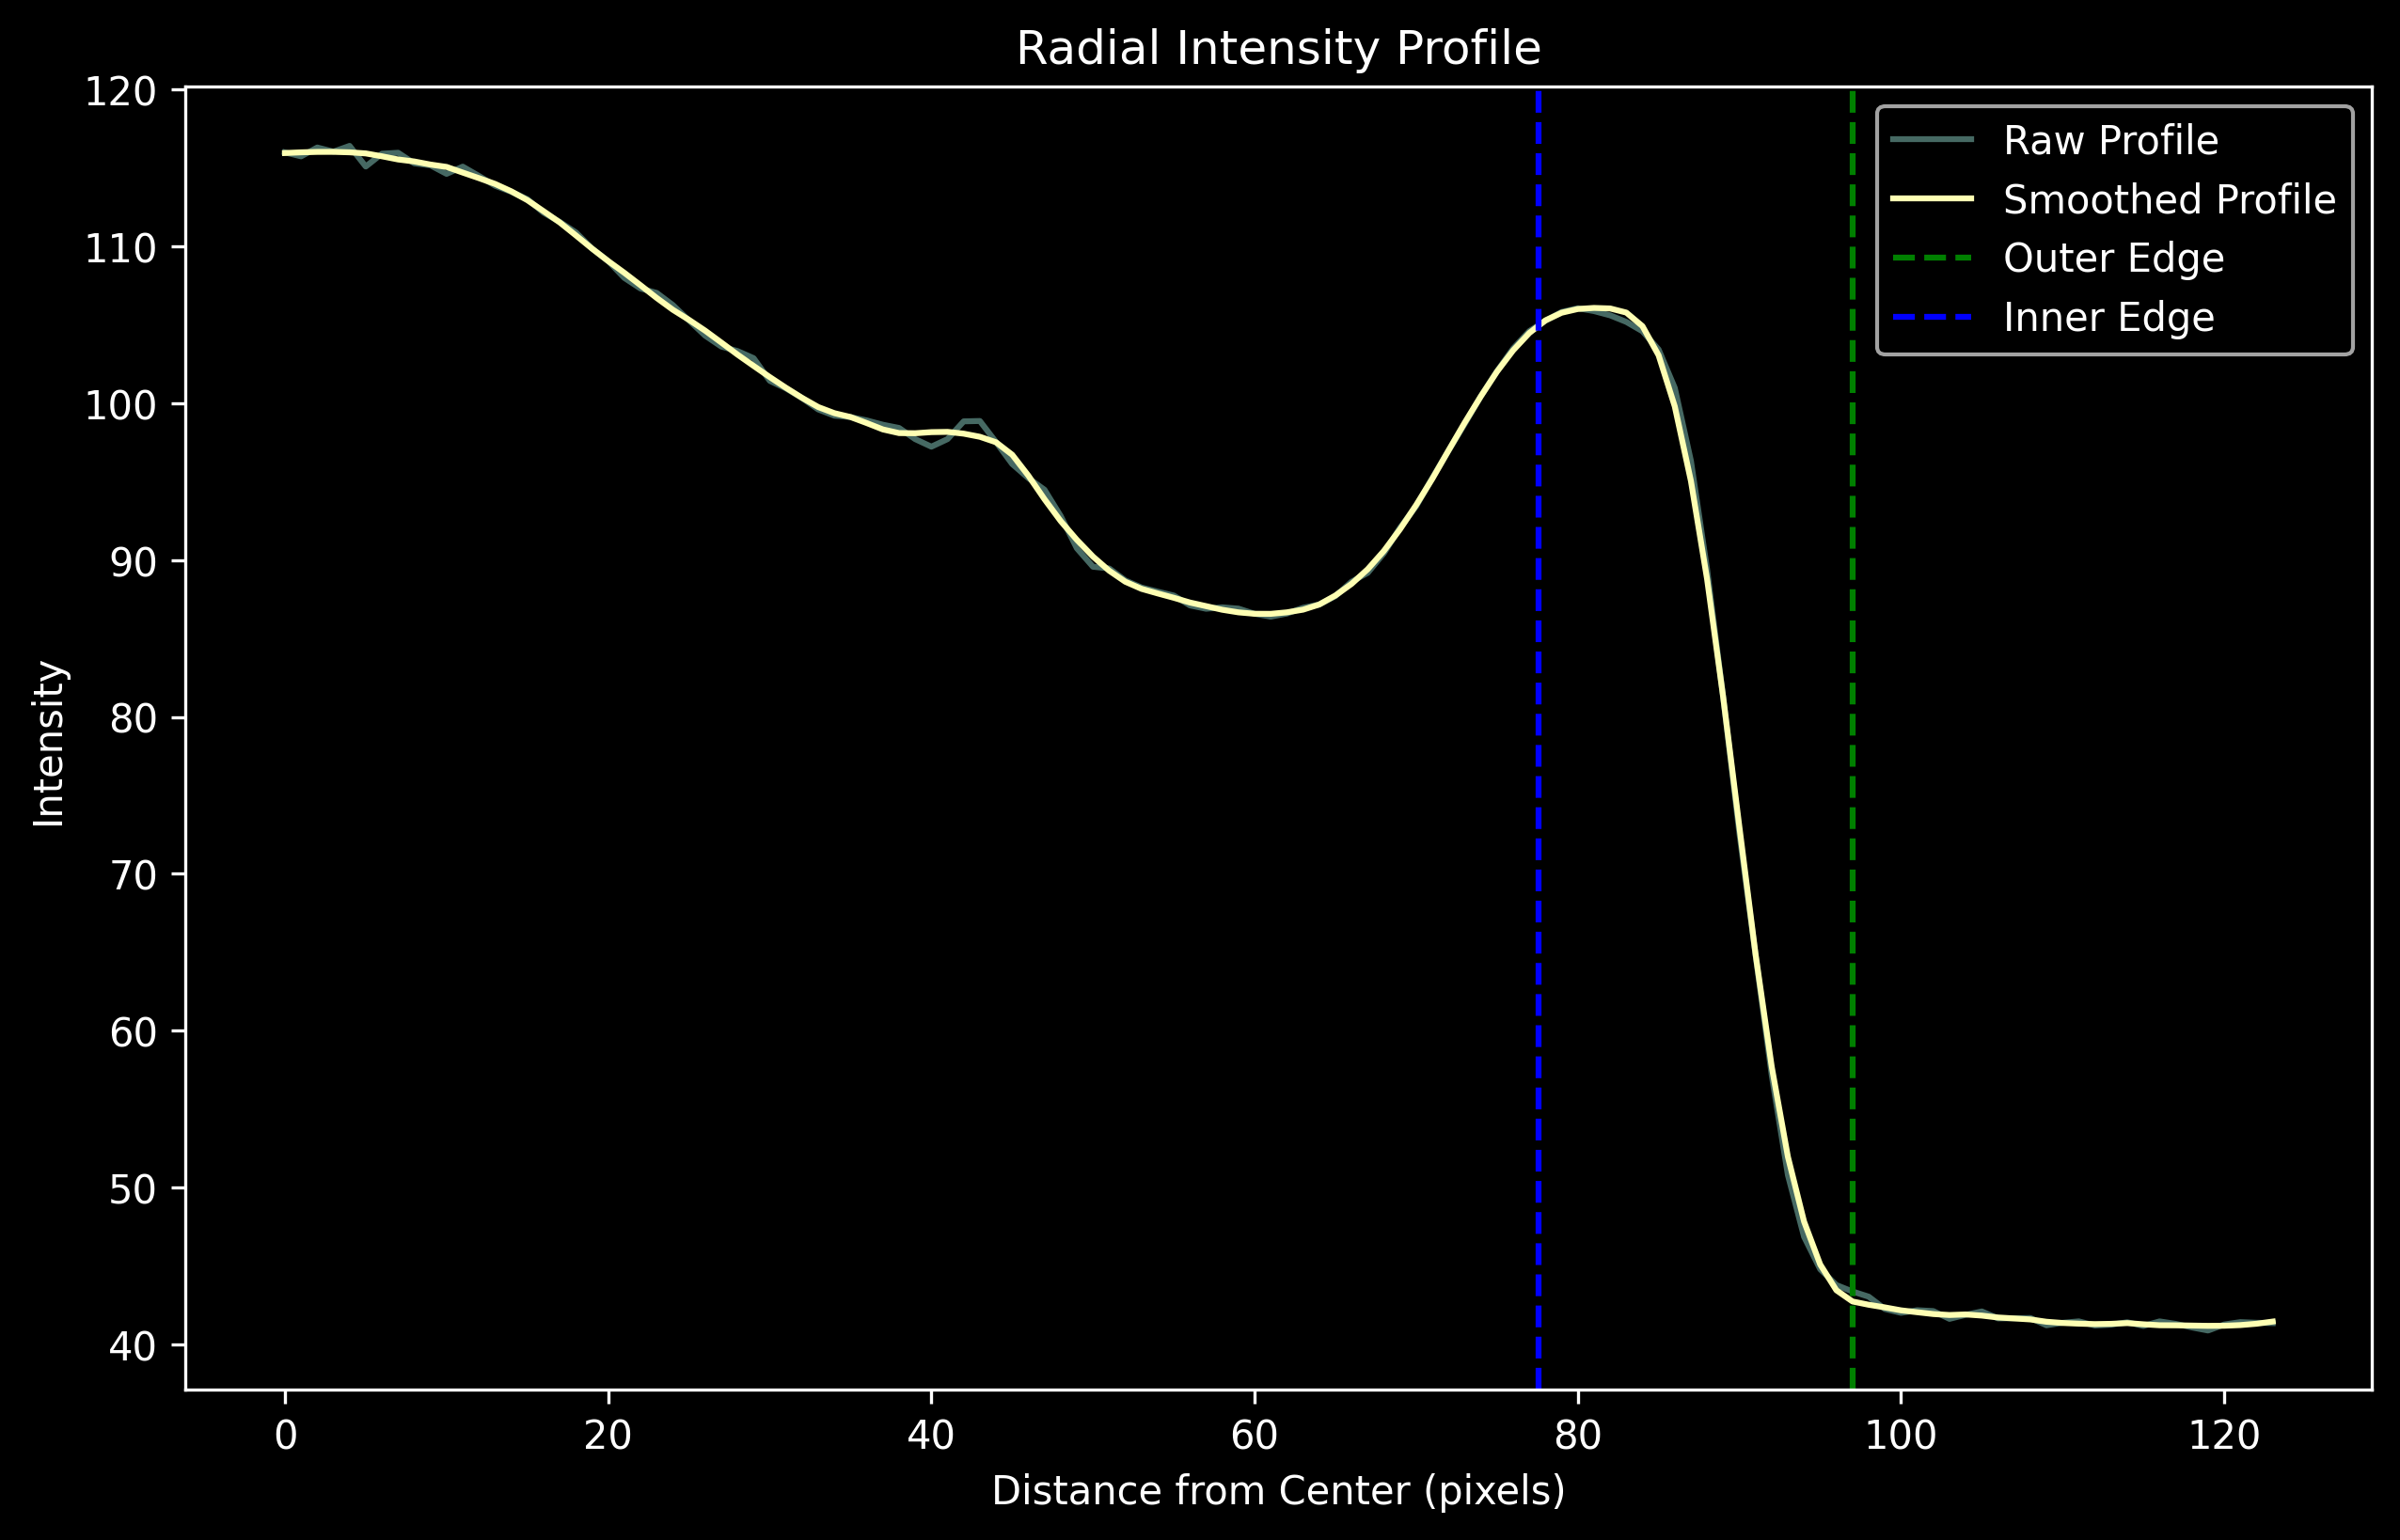 Radial Intensity Profile
120
110
100
90
80
70
60
50
40
Intensity
Raw Profile
Smoothed Profile
Outer Edge
Inner Edge
0 20 40 60 80 100 120
Distance from Center (pixels)